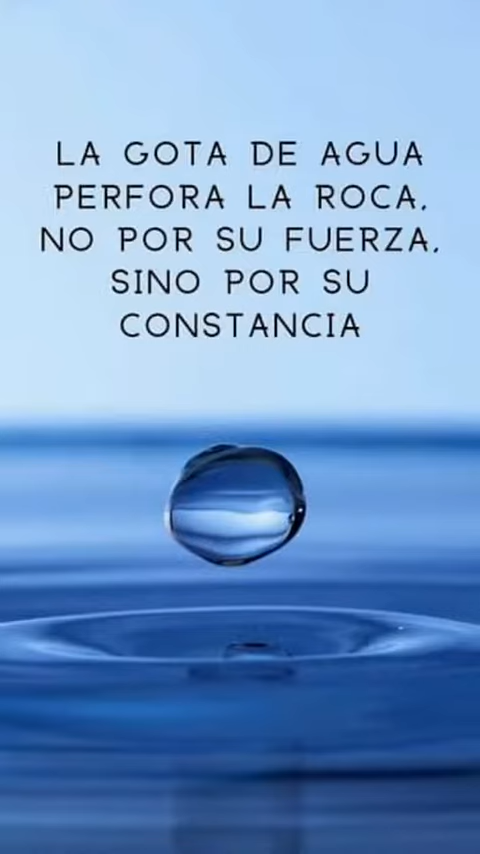 LA GOTA DE AGUA
PERFORA LA ROCA,
NO POR SU FUERZA,
SINO POR SU
CONSTANCIA